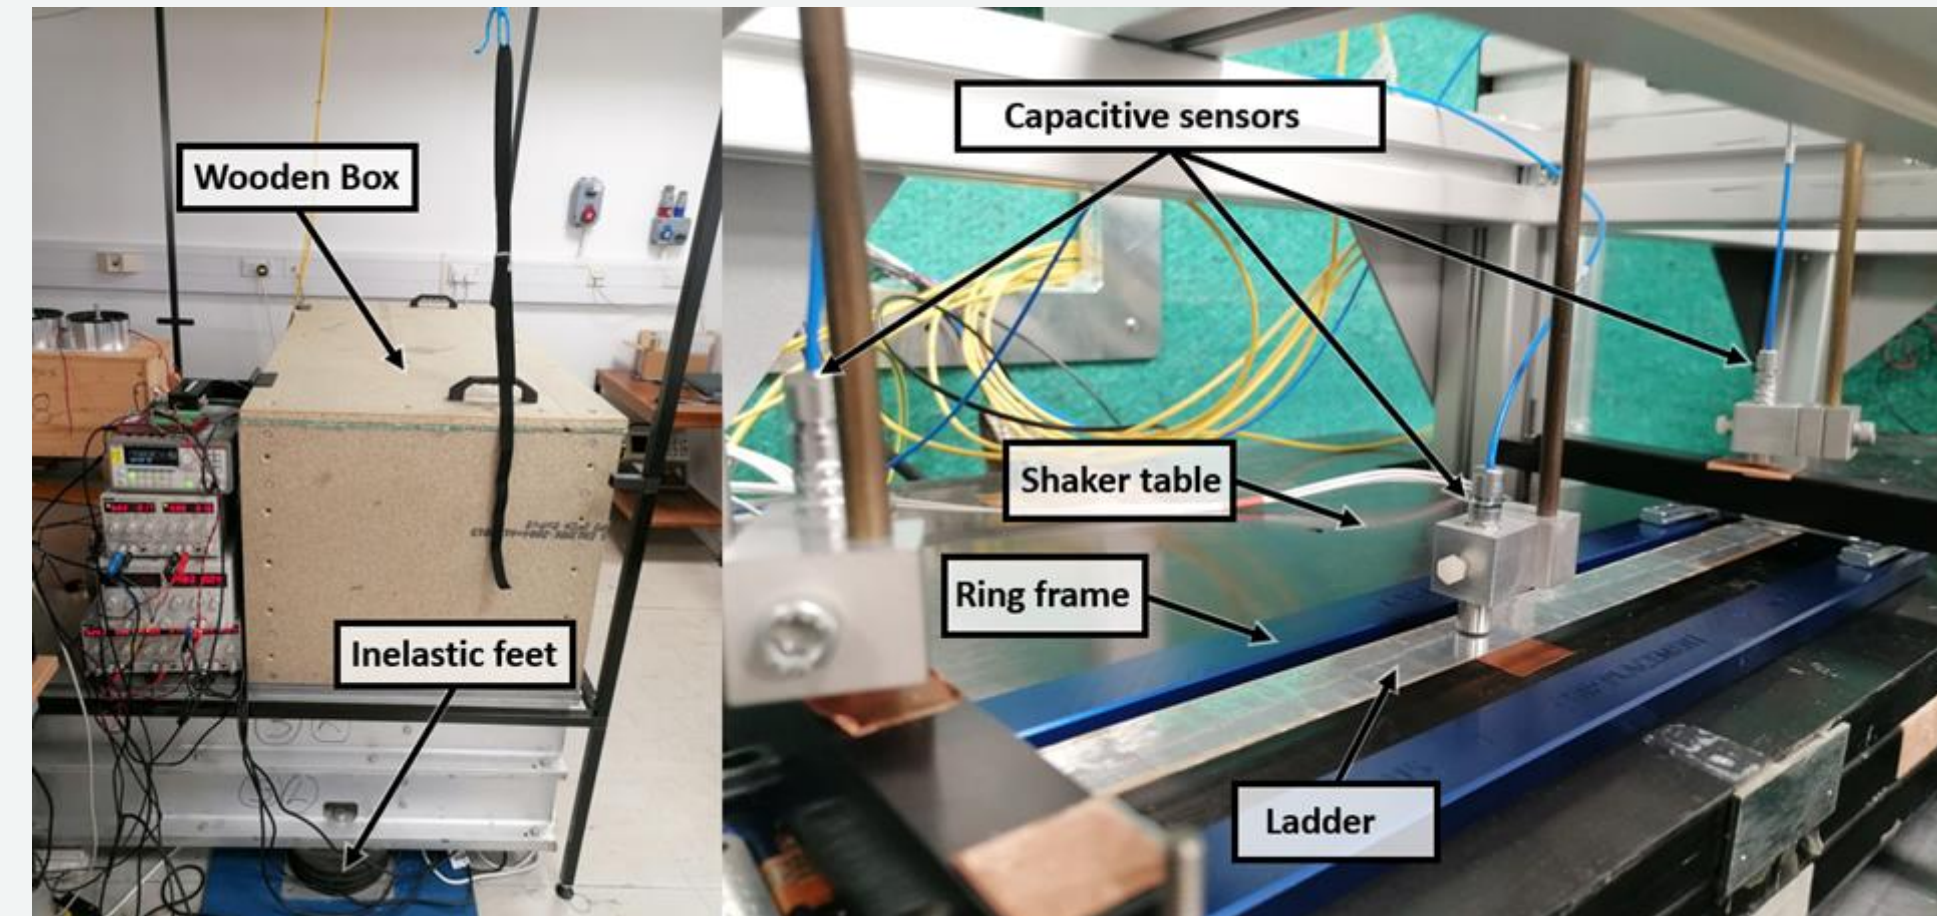 Wooden Box
Inelastic feet
Capacitive sensors
Shaker table
Ring frame
Ladder